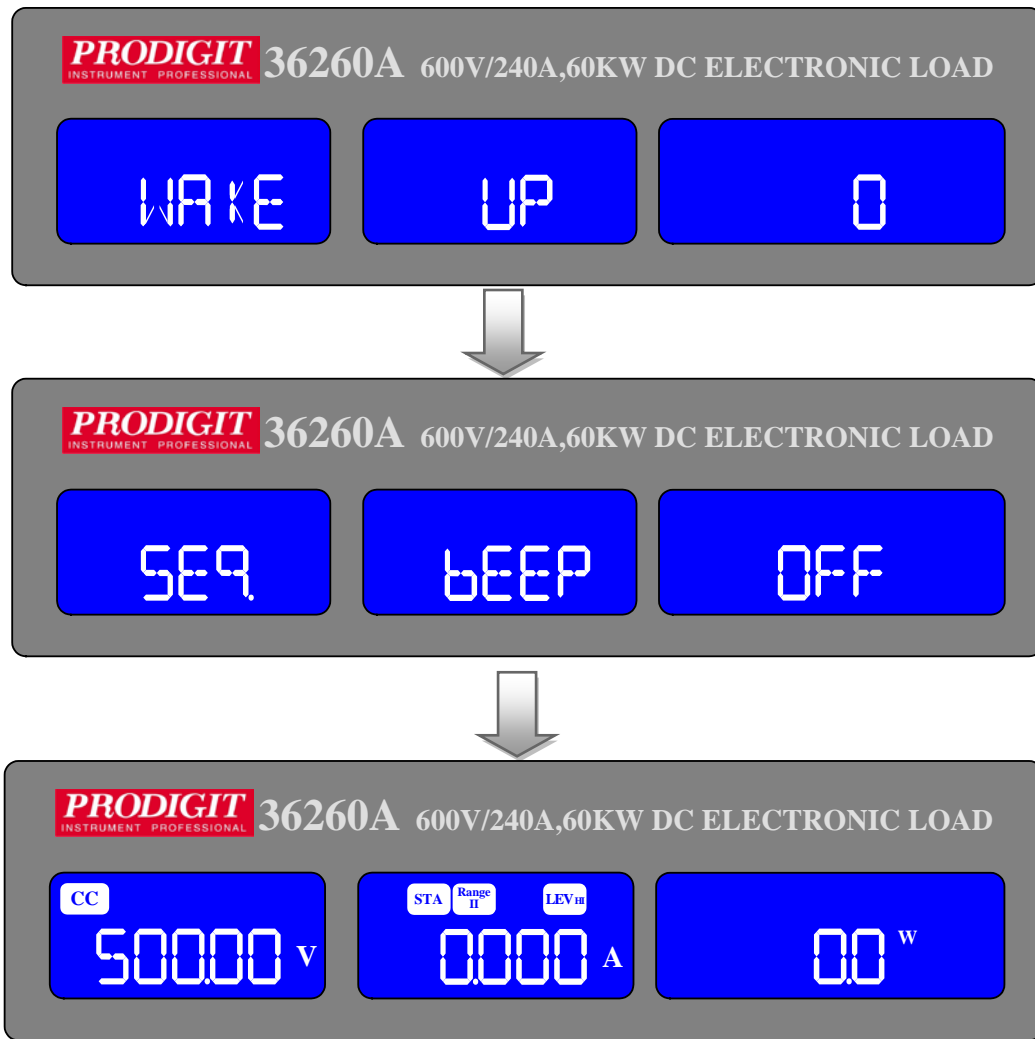 PRODIGIT 36260A 600V/240A,60KW DC ELECTRONIC LOAD
INSTRUMENT PROFESSIONAL
WAKE UP 0
PRODIGIT 36260A 600V/240A,60KW DC ELECTRONIC LOAD
INSTRUMENT PROFESSIONAL
SEq. bEEP OFF
PRODIGIT 36260A 600V/240A,60KW DC ELECTRONIC LOAD
INSTRUMENT PROFESSIONAL
CC STA Range II LEV HI
500.00 V 0.000 A 0.0 W